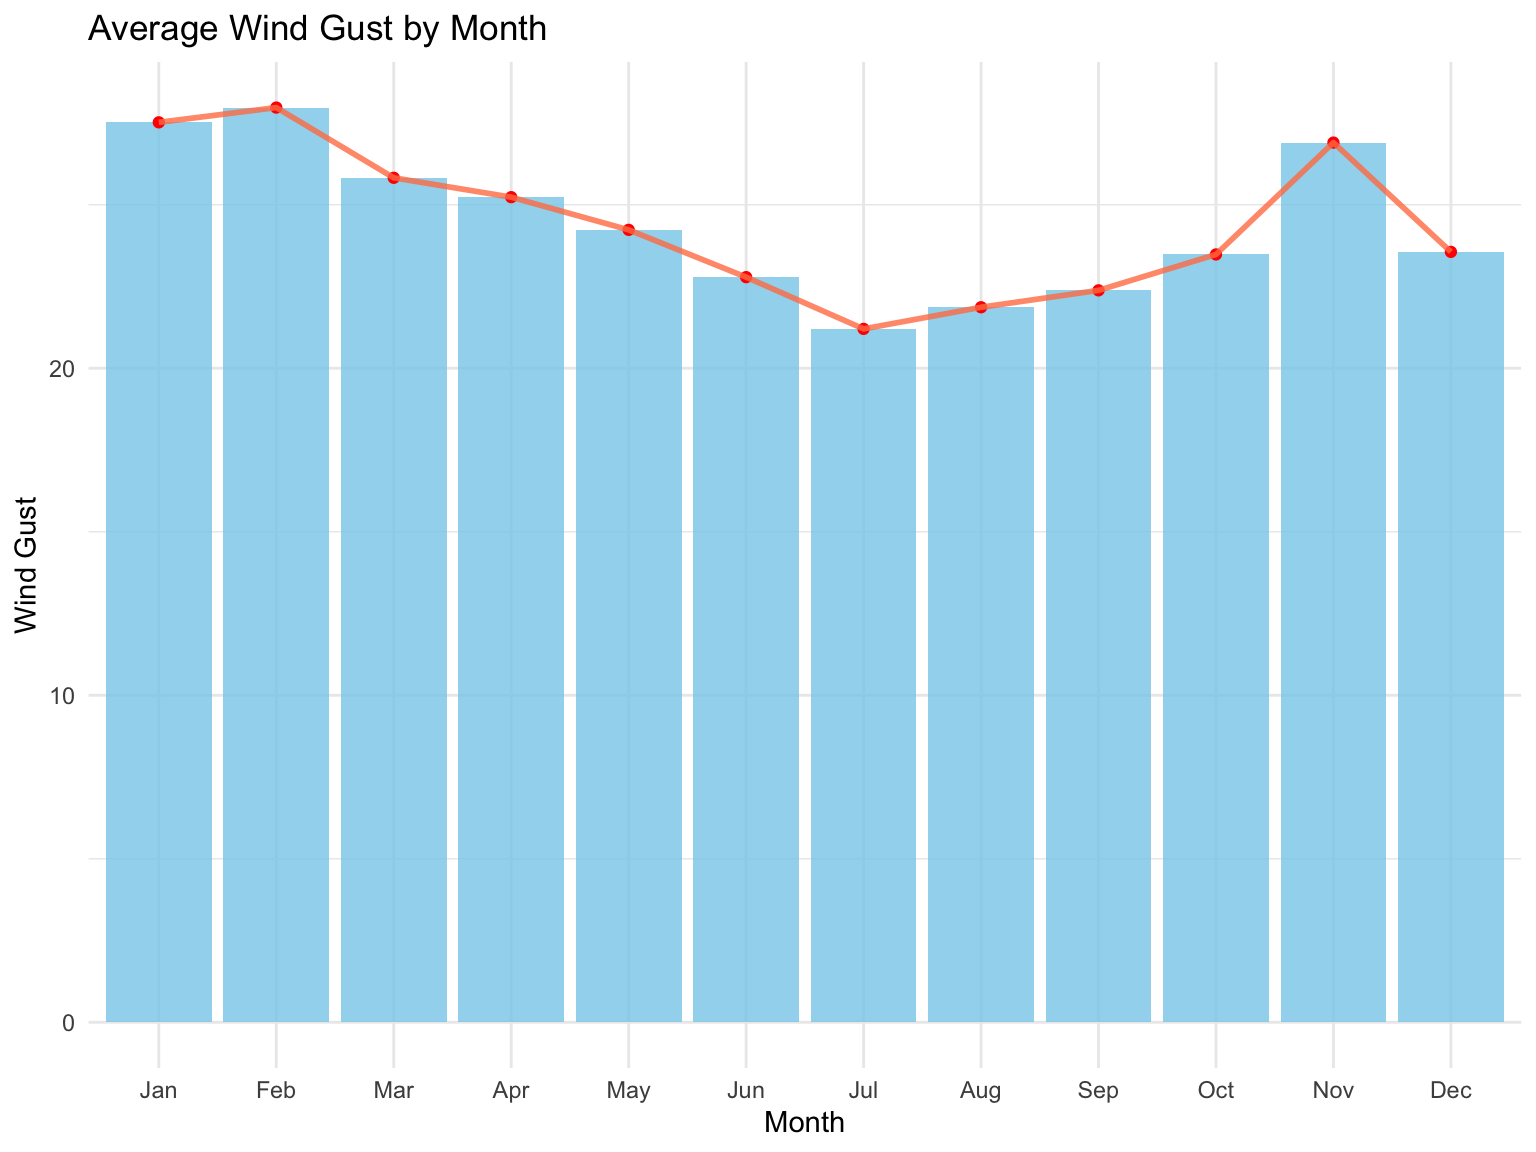 Average Wind Gust by Month
Wind Gust
20
10
0
Jan Feb Mar Apr May Jun Jul Aug Sep Oct Nov Dec
Month